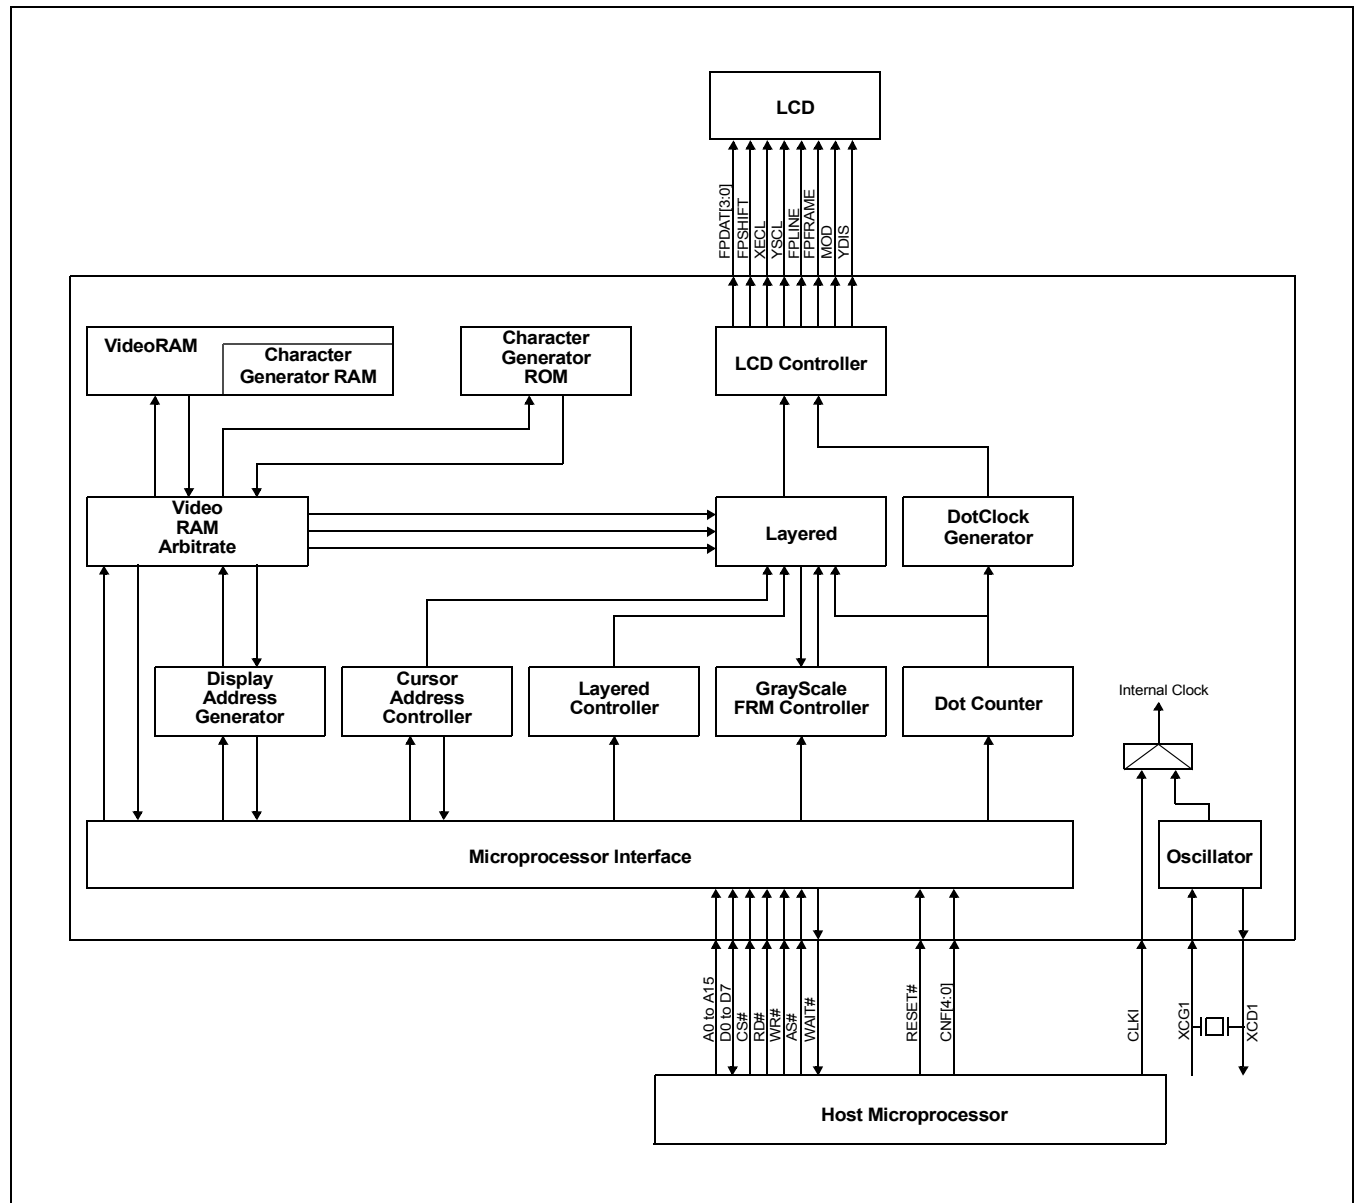 LCD
FPDAT[3:0]
FPSHIFT
XECL
YSCL
FPLINE
FPFRAME
MOD
YDIS
VideoRAM
Character
Generator RAM
Character
Generator
ROM
LCD Controller
Video
RAM
Arbitrate
Layered
DotClock
Generator
Display
Address
Generator
Cursor
Address
Controller
Layered
Controller
GrayScale
FRM Controller
Dot Counter
Internal Clock
Microprocessor Interface
Oscillator
A0 to A15
D0 to D7
CS#
RD#
WR#
AS#
WAIT#
RESET#
CNF[4:0]
CLKI
XCG1
XCD1
Host Microprocessor